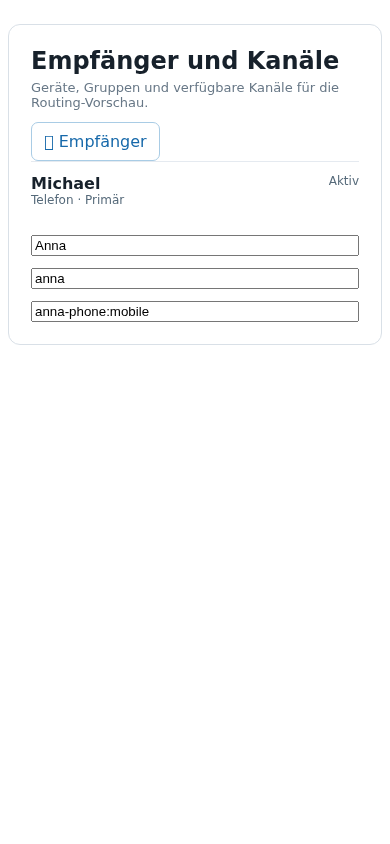 Empfänger und Kanäle
Geräte, Gruppen und verfügbare Kanäle für die
Routing-Vorschau.
Empfänger
Michael
Aktiv
Telefon · Primär
Anna
anna
anna-phone:mobile